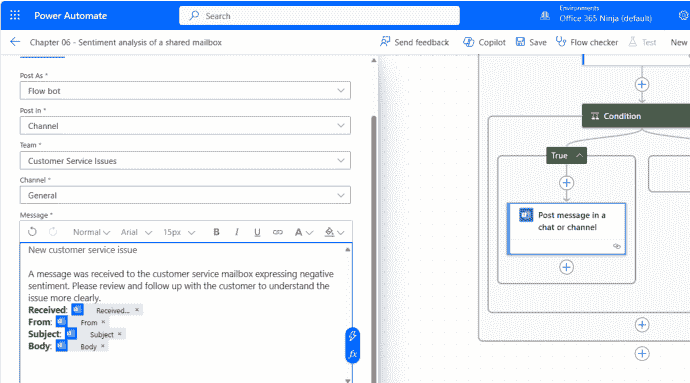 Power Automate
Search
Environments
Office 365 Ninja (default)
Chapter 06 - Sentiment analysis of a shared mailbox
Send feedback
Copilot
Save
Flow checker
Test
New
Post As *
Flow bot
Post In *
Channel
Team *
Customer Service Issues
Channel *
General
Message *
Normal
Arial
15px
B I U A
New customer service issue
A message was received to the customer service mailbox expressing negative
sentiment. Please review and follow up with the customer to understand the
issue more clearly.
Received: Received... ×
From: From ×
Subject: Subject ×
Body: Body ×
fx
Condition
True
Post message in a
chat or channel